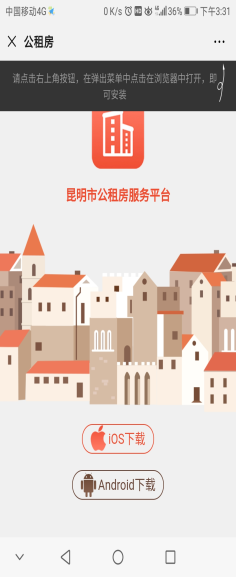 中国移动4G 0 K/s HD 4G 36% 下午3:31
公租房
请点击右上角按钮，在弹出菜单中点击在浏览器中打开，即
可安装
昆明市公租房服务平台
iOS下载
Android下载